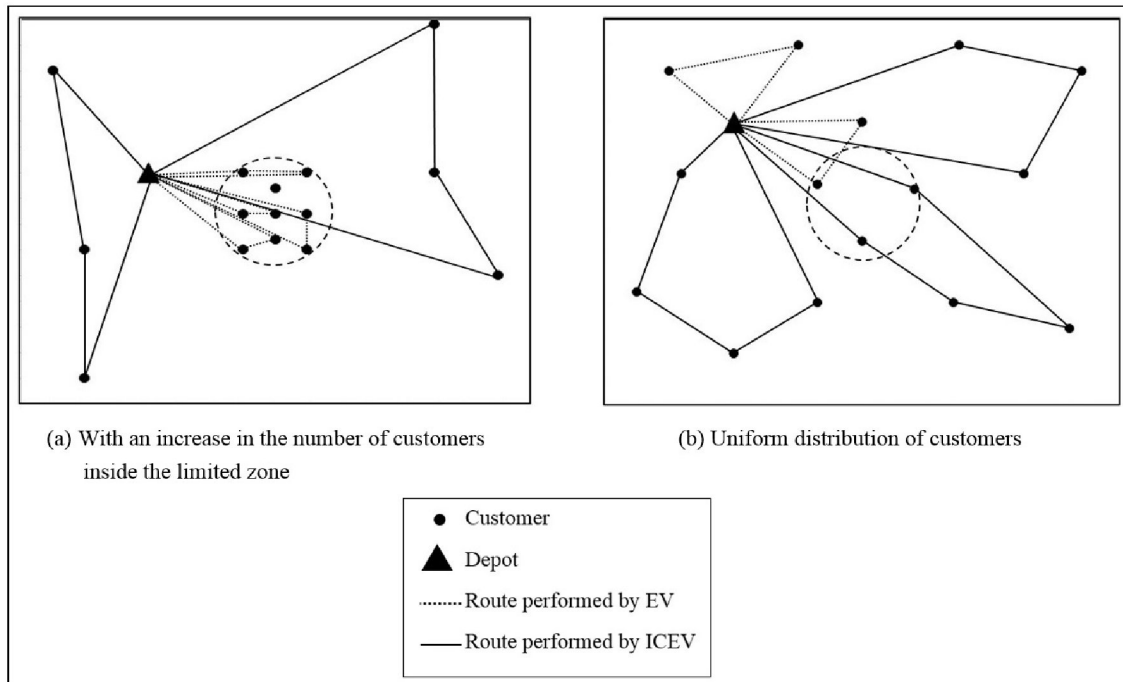 (a) With an increase in the number of customers
inside the limited zone
(b) Uniform distribution of customers
Customer
Depot
Route performed by EV
Route performed by ICEV